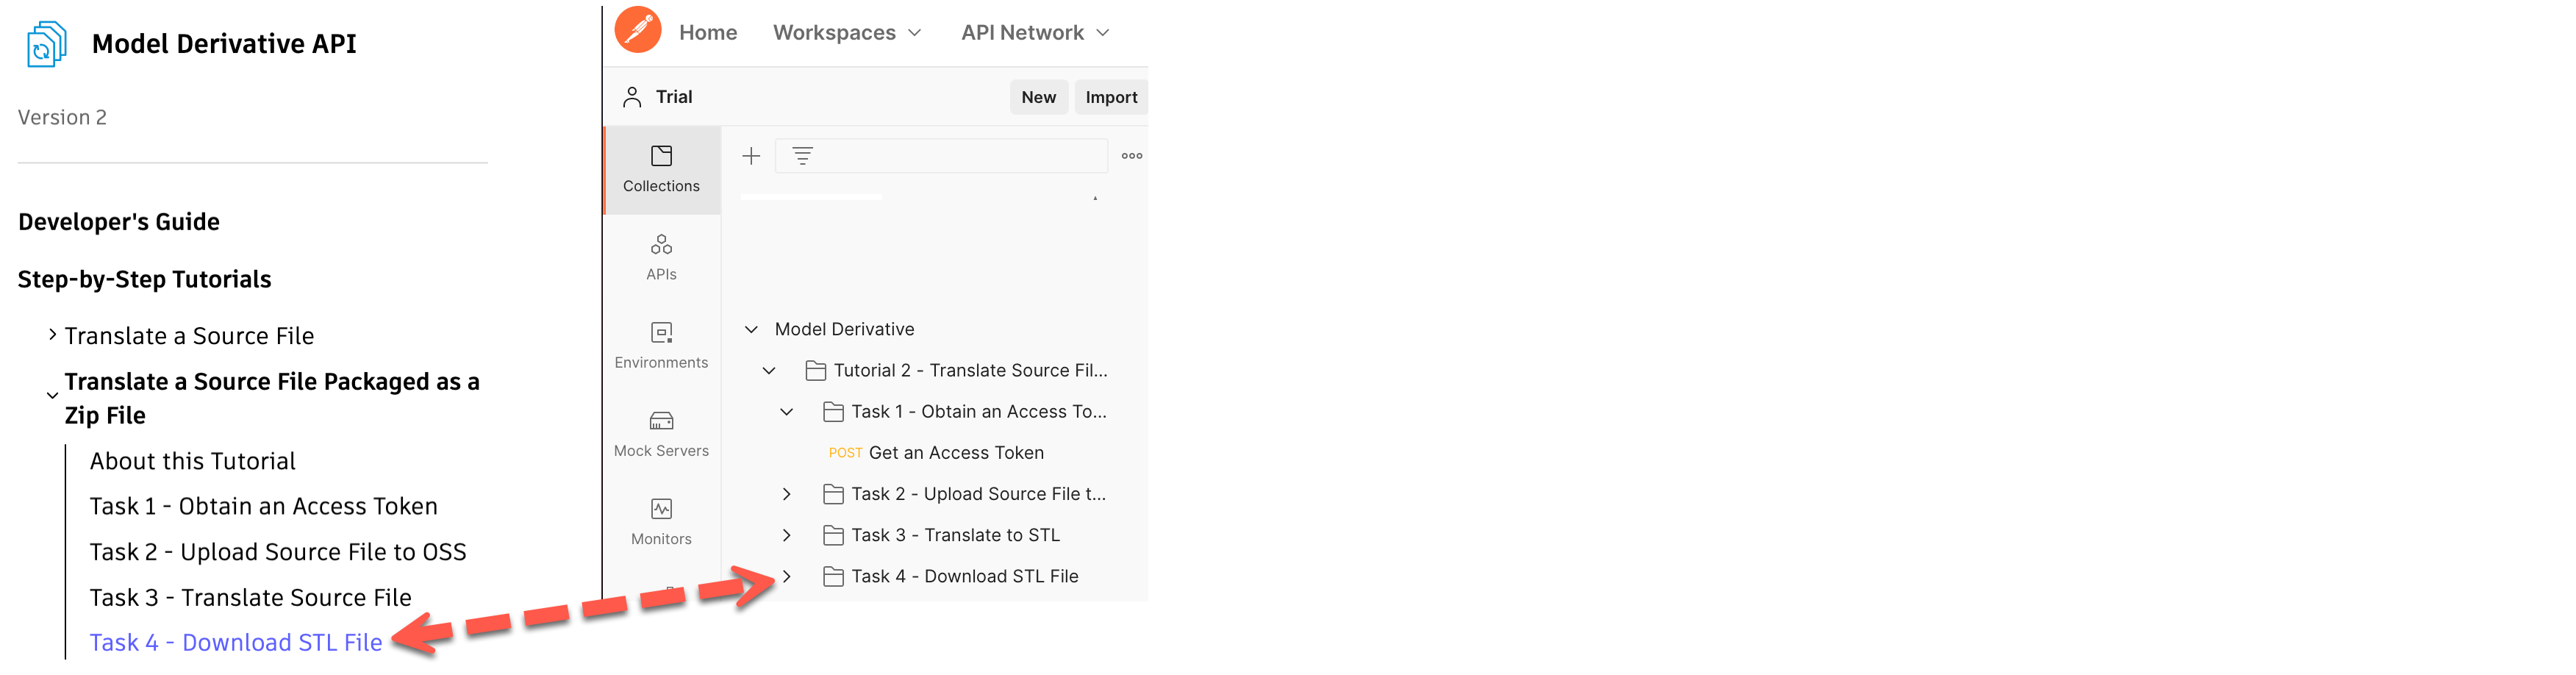 Model Derivative API
Version 2
Developer's Guide
Step-by-Step Tutorials
Translate a Source File
Translate a Source File Packaged as a
Zip File
About this Tutorial
Task 1 - Obtain an Access Token
Task 2 - Upload Source File to OSS
Task 3 - Translate Source File
Task 4 - Download STL File
Home Workspaces API Network
Trial New Import
Collections
APIs
Environments
Mock Servers
Monitors
Model Derivative
Tutorial 2 - Translate Source Fil...
Task 1 - Obtain an Access To...
POST Get an Access Token
Task 2 - Upload Source File t...
Task 3 - Translate to STL
Task 4 - Download STL File